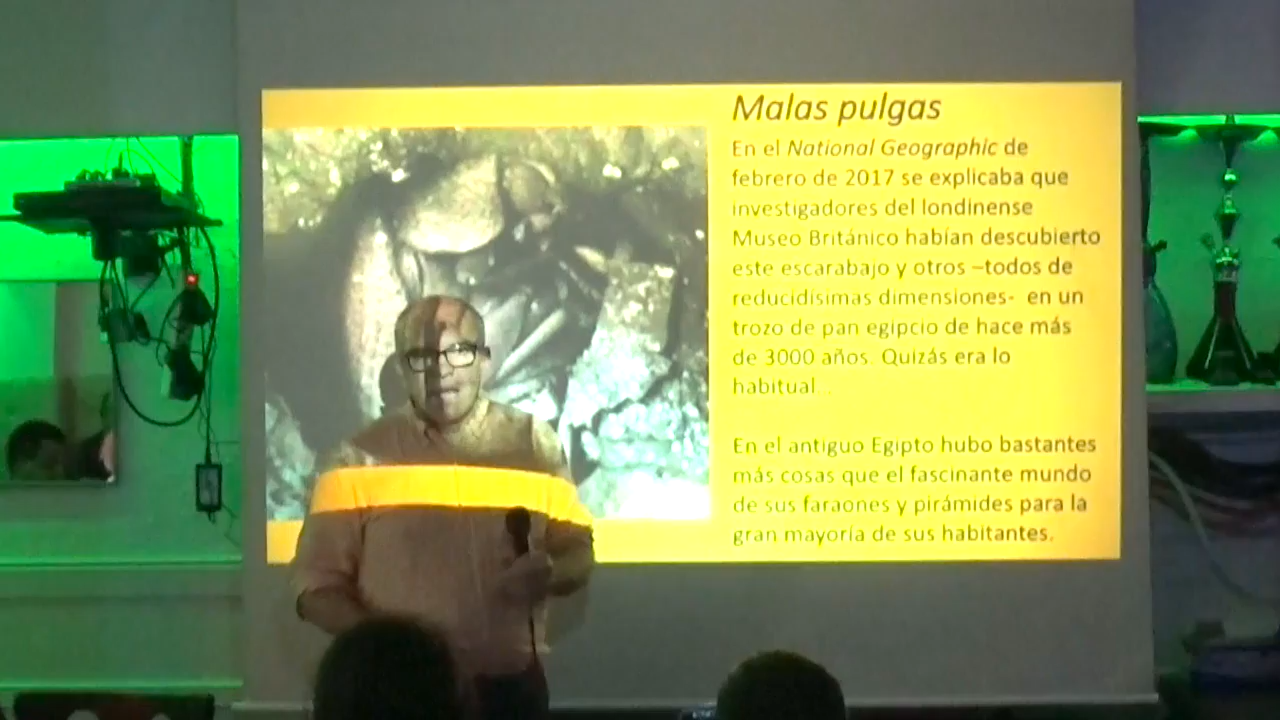 Malas pulgas
En el National Geographic de
febrero de 2017 se explicaba que
investigadores del londinense
Museo Británico habían descubierto
este escarabajo y otros –todos de
reducidísimas dimensiones-  en un
trozo de pan egipcio de hace más
de 3000 años. Quizás era lo
habitual...
En el antiguo Egipto hubo bastantes
más cosas que el fascinante mundo
de sus faraones y pirámides para la
gran mayoría de sus habitantes.